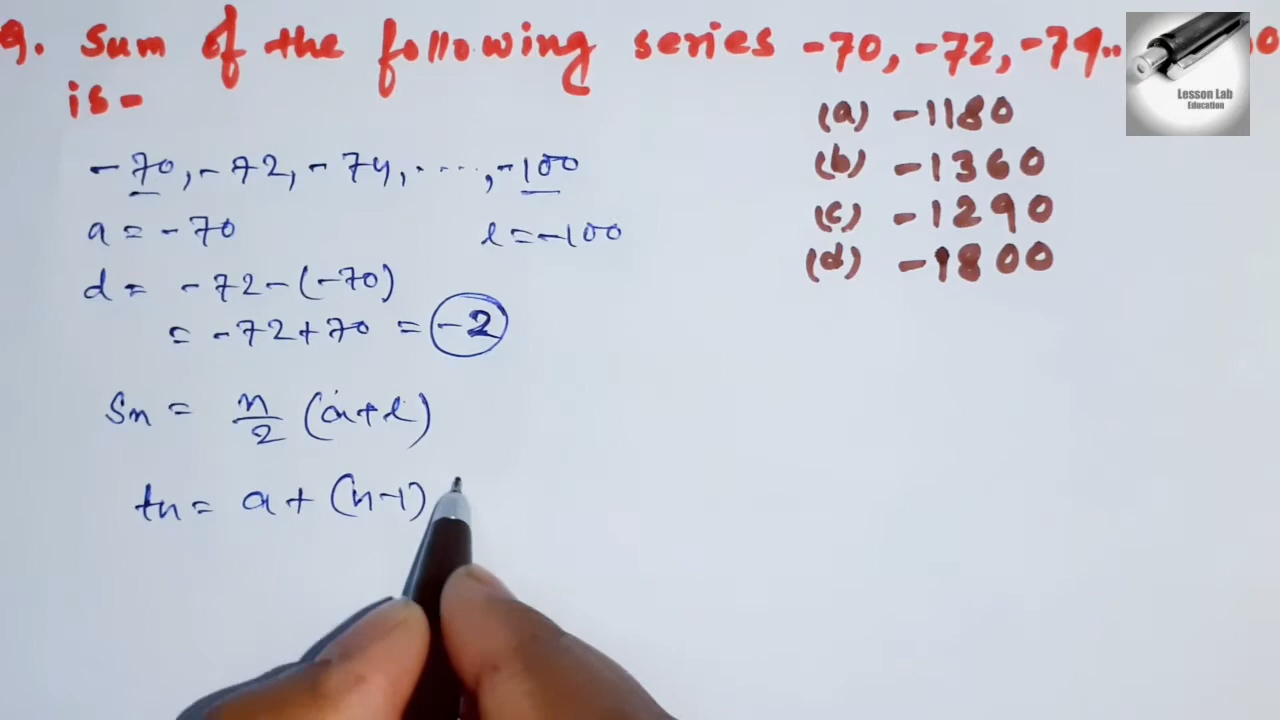 Q. Sum of the following series -70, -72, -74..
is-
(a) -1180
(b) -1360
(c) -1290
(d) -1800
Lesson Lab
Education
-70, -72, -74, ...., -100
a = -70 l = -100
d = -72-(-70)
= -72+70 = -2
Sn = n/2 (a+l)
tn = a + (n-1)